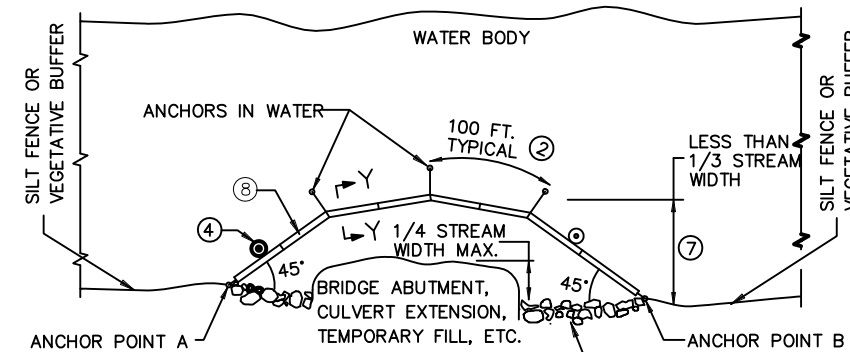 WATER BODY
SILT FENCE OR
VEGETATIVE BUFFER
ANCHORS IN WATER
100 FT.
TYPICAL
2
LESS THAN
1/3 STREAM
WIDTH
SILT FENCE OR
VEGETATIVE BUFFER
8
Y
4
Y
1/4 STREAM
WIDTH MAX.
7
45°
45°
BRIDGE ABUTMENT,
CULVERT EXTENSION,
TEMPORARY FILL, ETC.
ANCHOR POINT A
ANCHOR POINT B